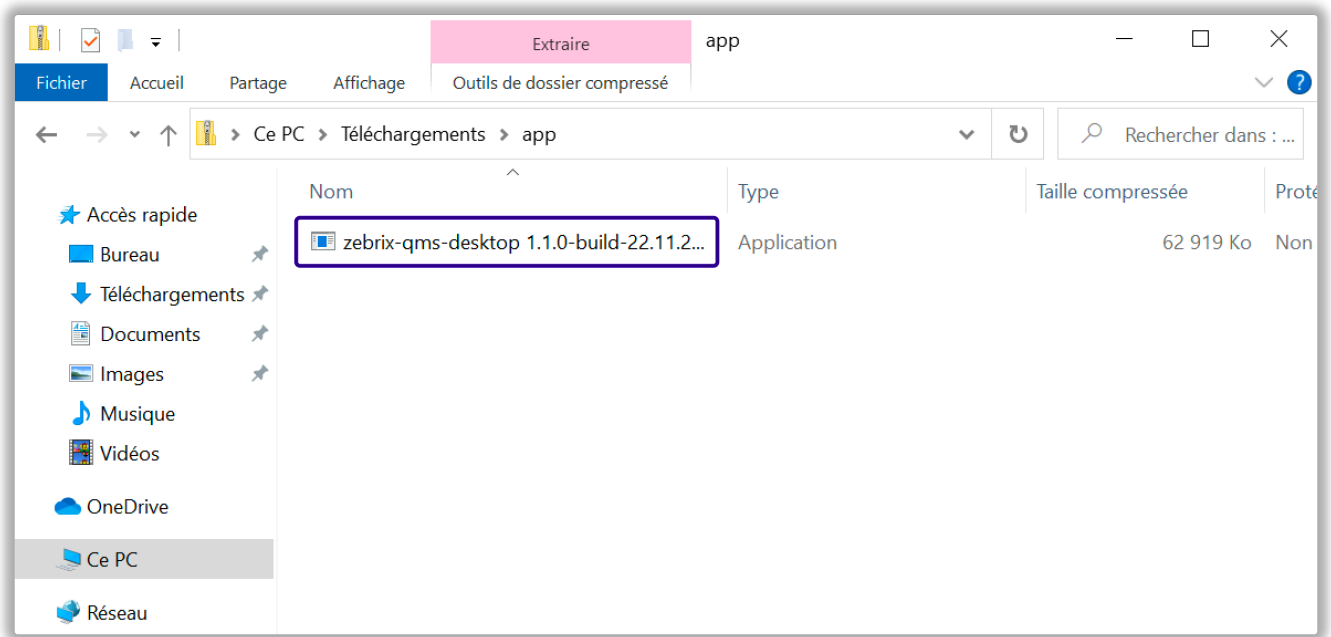 Extraire
app
Fichier
Accueil
Partage
Affichage
Outils de dossier compressé
?
Ce PC > Téléchargements > app
Rechercher dans : ...
Nom
Type
Taille compressée
Proté
zebrix-qms-desktop 1.1.0-build-22.11.2...
Application
62 919 Ko
Non
Accès rapide
Bureau
Téléchargements
Documents
Images
Musique
Vidéos
OneDrive
Ce PC
Réseau